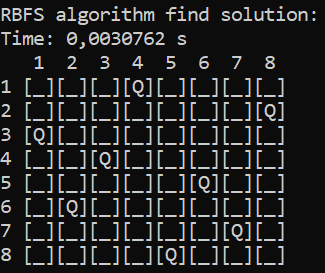 RBFS algorithm find solution:
Time: 0,0030762 s
   1  2  3  4  5  6  7  8
1 [_][_][_][Q][_][_][_][_]
2 [_][_][_][_][_][_][_][Q]
3 [Q][_][_][_][_][_][_][_]
4 [_][_][Q][_][_][_][_][_]
5 [_][_][_][_][_][Q][_][_]
6 [_][Q][_][_][_][_][_][_]
7 [_][_][_][_][_][_][Q][_]
8 [_][_][_][_][Q][_][_][_]